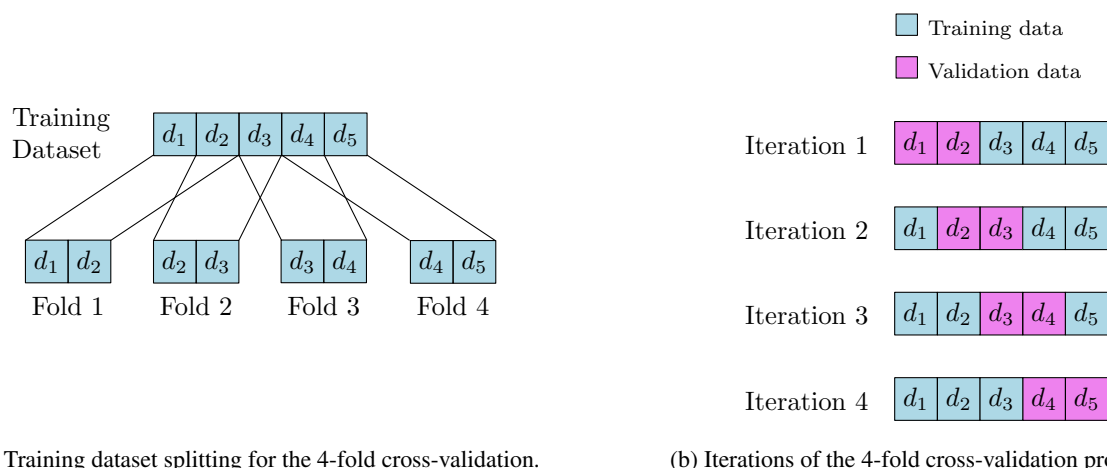 Training data
Validation data
Training
Dataset
d1 d2 d3 d4 d5
d1 d2
d2 d3
d3 d4
d4 d5
Fold 1
Fold 2
Fold 3
Fold 4
Iteration 1
d1 d2 d3 d4 d5
Iteration 2
d1 d2 d3 d4 d5
Iteration 3
d1 d2 d3 d4 d5
Iteration 4
d1 d2 d3 d4 d5
Training dataset splitting for the 4-fold cross-validation.
(b) Iterations of the 4-fold cross-validation